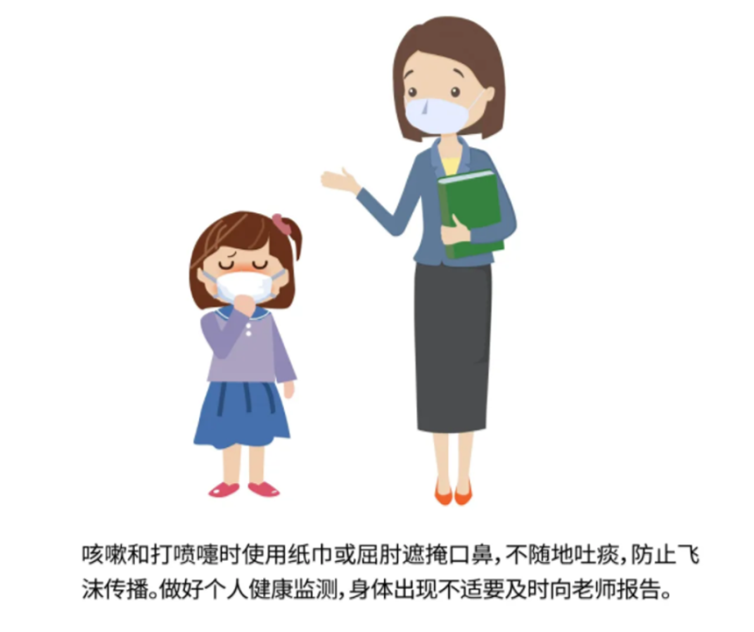 咳嗽和打喷嚏时使用纸巾或屈肘遮掩口鼻，不随地吐痰，防止飞
沫传播。做好个人健康监测，身体出现不适要及时向老师报告。